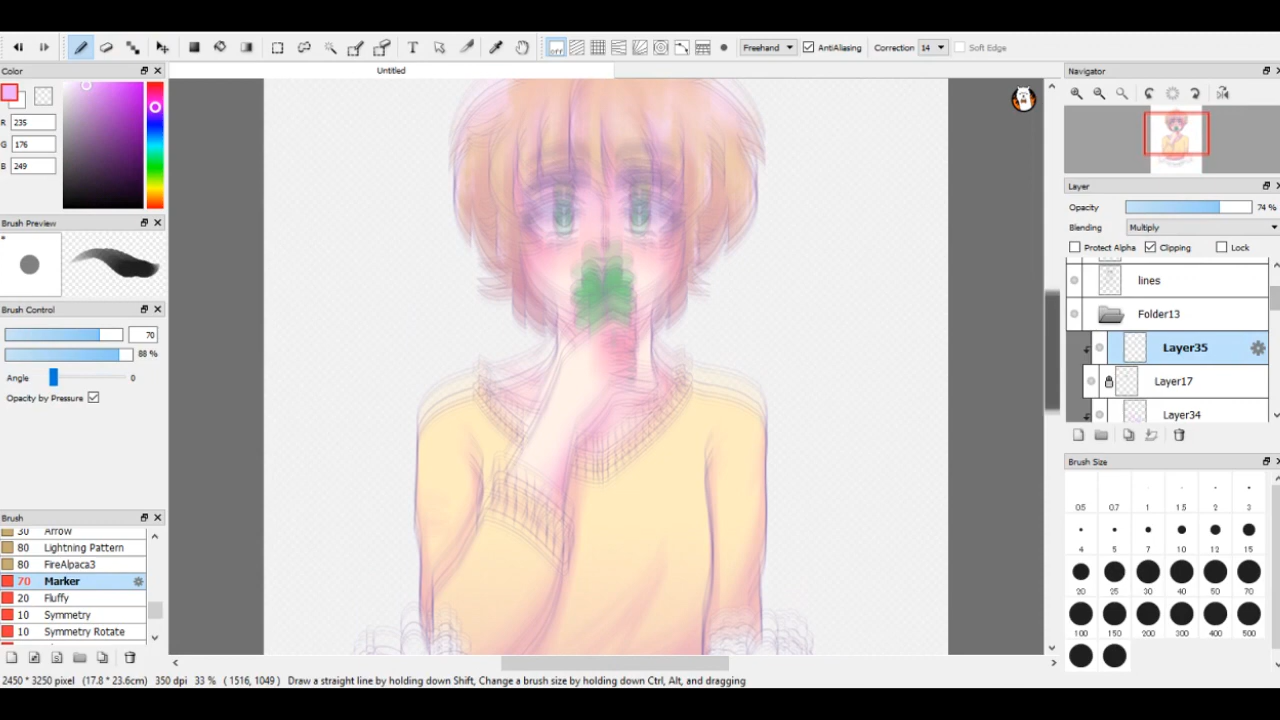 T
off
Freehand
AntiAliasing
Correction
14
Soft Edge
Color
Untitled
Navigator
R
235
G
176
B
249
Layer
Opacity
74 %
Blending
Multiply
Brush Preview
Protect Alpha
Clipping
Lock
lines
Folder13
Brush Control
70
88 %
Layer35
Angle
0
Layer17
Opacity by Pressure
Layer34
Brush Size
0.5 0.7 1 1.5 2 3
4 5 7 10 12 15
20 25 30 40 50 70
100 150 200 300 400 500
Brush
30 Arrow
80 Lightning Pattern
80 FireAlpaca3
70 Marker
20 Fluffy
10 Symmetry
10 Symmetry Rotate
2450 * 3250 pixel (17.8 * 23.6cm) 350 dpi 33 % ( 1516, 1049 ) Draw a straight line by holding down Shift, Change a brush size by holding down Ctrl, Alt, and dragging